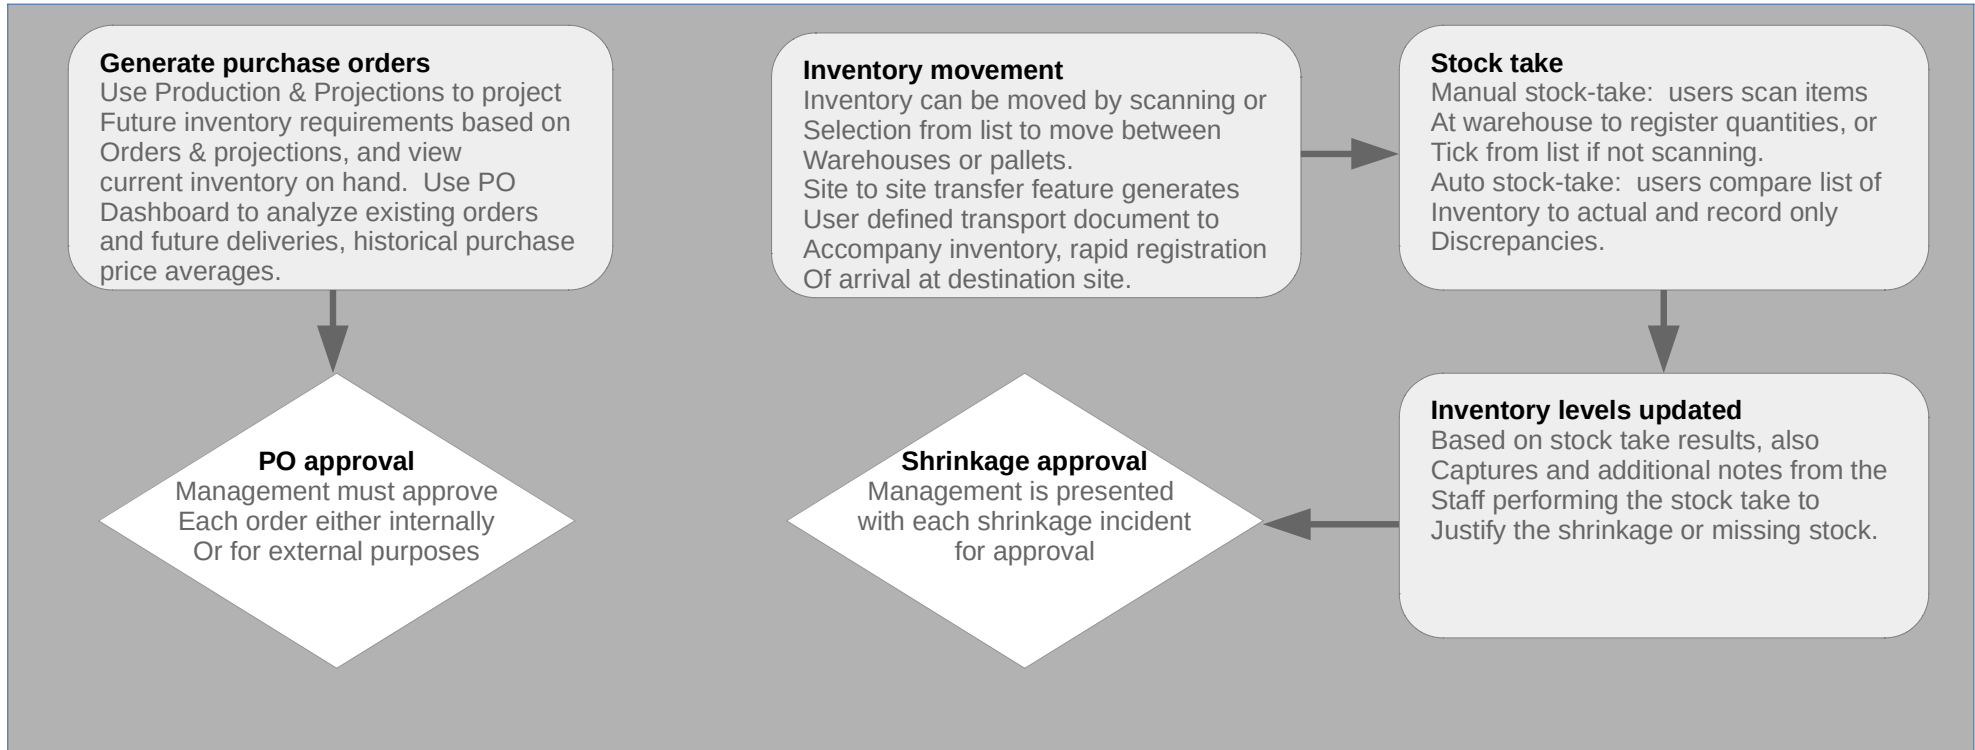 Generate purchase orders
Use Production & Projections to project
Future inventory requirements based on
Orders & projections, and view
current inventory on hand.  Use PO
Dashboard to analyze existing orders
and future deliveries, historical purchase
price averages.
Inventory movement
Inventory can be moved by scanning or
Selection from list to move between
Warehouses or pallets.
Site to site transfer feature generates
User defined transport document to
Accompany inventory, rapid registration
Of arrival at destination site.
Stock take
Manual stock-take:  users scan items
At warehouse to register quantities, or
Tick from list if not scanning.
Auto stock-take:  users compare list of
Inventory to actual and record only
Discrepancies.
PO approval
Management must approve
Each order either internally
Or for external purposes
Shrinkage approval
Management is presented
with each shrinkage incident
for approval
Inventory levels updated
Based on stock take results, also
Captures and additional notes from the
Staff performing the stock take to
Justify the shrinkage or missing stock.